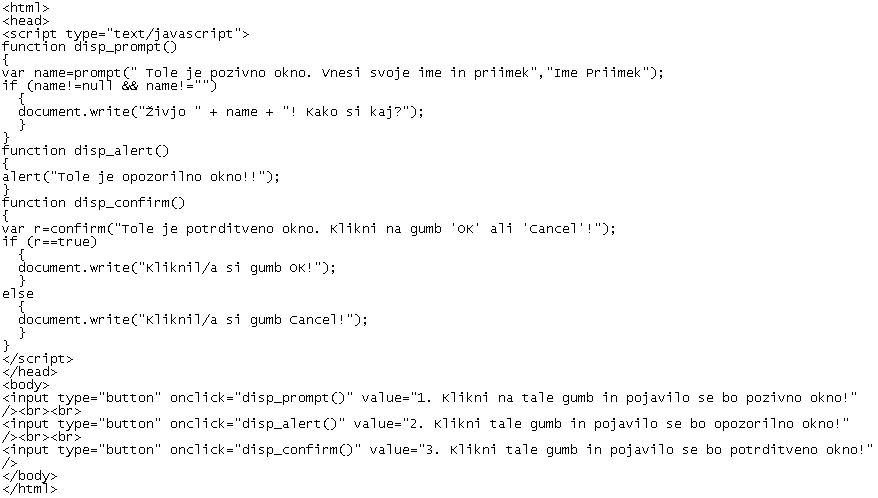 <html>
<head>
<script type="text/javascript">
function disp_prompt()
{
var name=prompt(" Tole je pozivno okno. Vnesi svoje ime in priimek","Ime Priimek");
if (name!=null && name!="")
  {
  document.write("Živjo " + name + "! Kako si kaj?");
  }
}
function disp_alert()
{
alert("Tole je opozorilno okno!!");
}
function disp_confirm()
{
var r=confirm("Tole je potrditveno okno. Klikni na gumb 'OK' ali 'Cancel'!");
if (r==true)
  {
  document.write("Kliknil/a si gumb OK!");
  }
else
  {
  document.write("Kliknil/a si gumb Cancel!");
  }
}
</script>
</head>
<body>
<input type="button" onclick="disp_prompt()" value="1. Klikni na tale gumb in pojavilo se bo pozivno okno!"
/><br><br>
<input type="button" onclick="disp_alert()" value="2. Klikni tale gumb in pojavilo se bo opozorilno okno!"
/><br><br>
<input type="button" onclick="disp_confirm()" value="3. Klikni tale gumb in pojavilo se bo potrditveno okno!"
/>
</body>
</html>